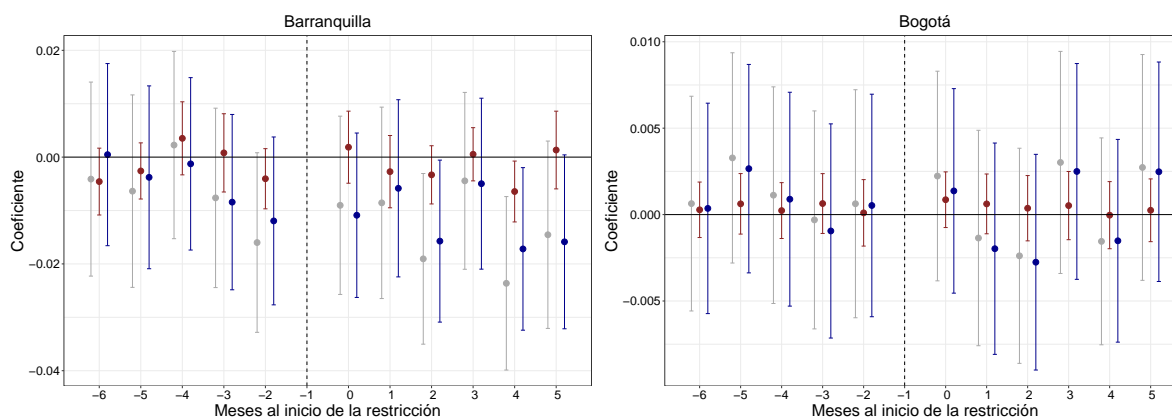 Barranquilla
Coeficiente
0.02
0.00
−0.02
−0.04
−6 −5 −4 −3 −2 −1 0 1 2 3 4 5
Meses al inicio de la restricción
Bogotá
Coeficiente
0.010
0.005
0.000
−0.005
−6 −5 −4 −3 −2 −1 0 1 2 3 4 5
Meses al inicio de la restricción